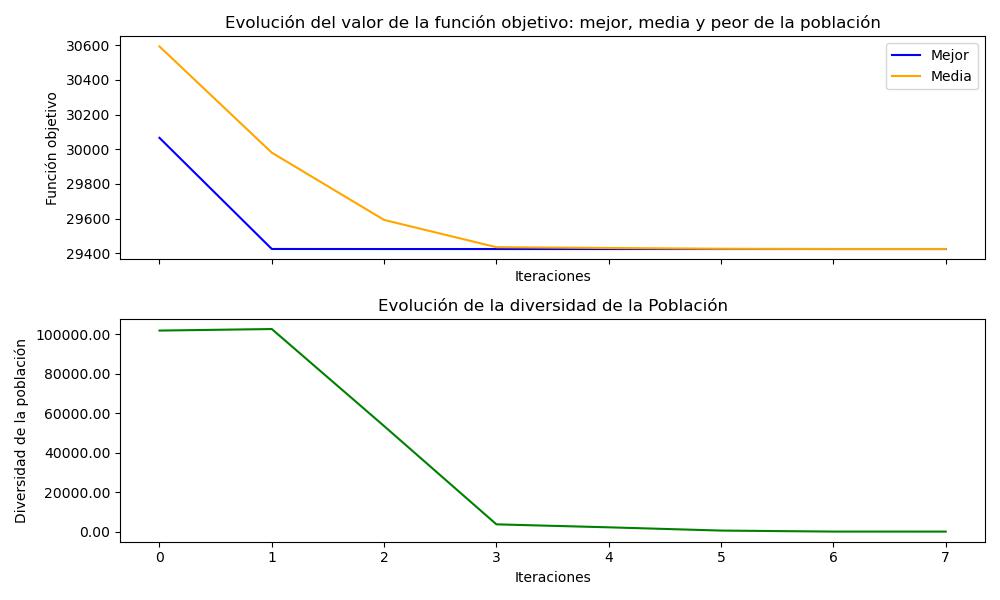 Evolución del valor de la función objetivo: mejor, media y peor de la población
30600
30400
30200
30000
29800
29600
29400
Función objetivo
Mejor
Media
Iteraciones
Evolución de la diversidad de la Población
100000.00
80000.00
60000.00
40000.00
20000.00
0.00
Diversidad de la población
0 1 2 3 4 5 6 7
Iteraciones